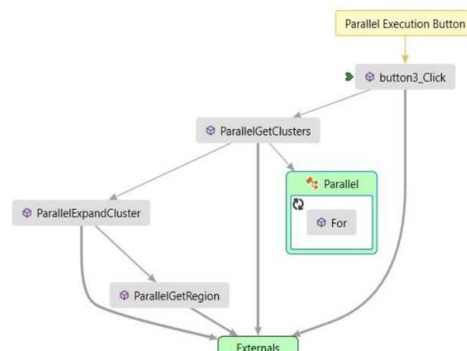 Parallel Execution Button
button3_Click
ParallelGetClusters
Parallel
For
ParallelExpandCluster
ParallelGetRegion
Externals